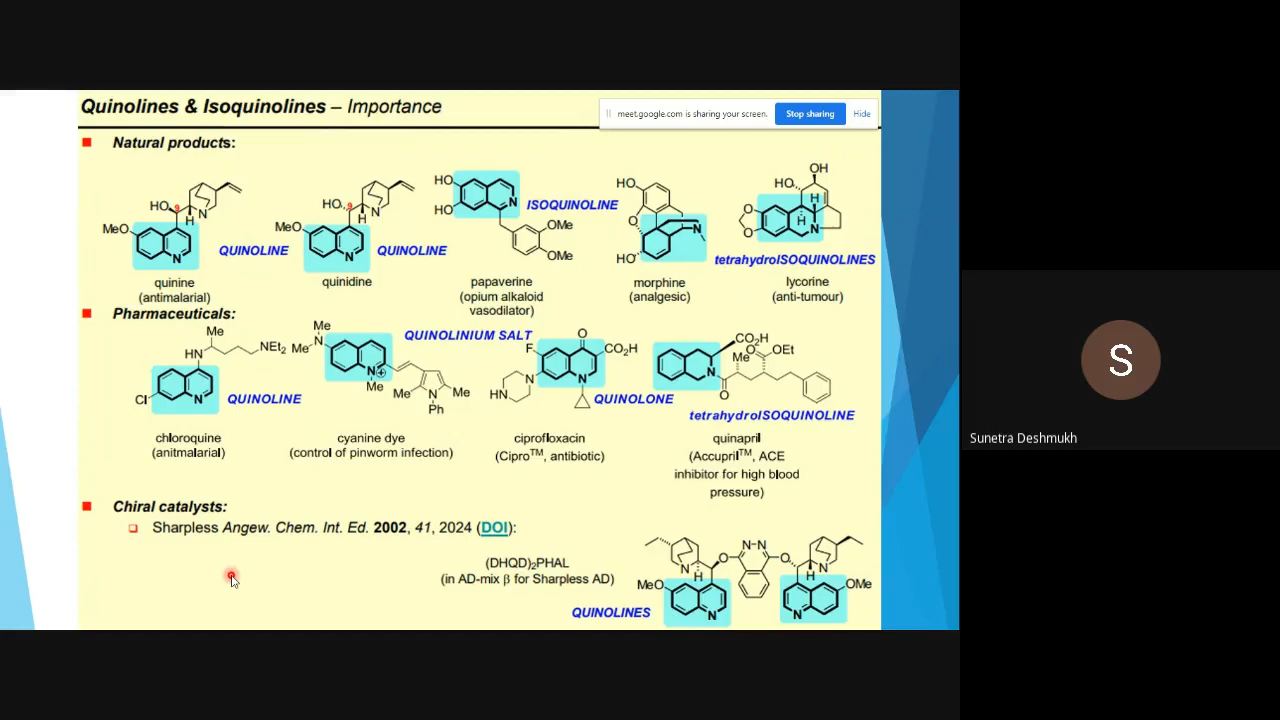 Quinolines & Isoquinolines – Importance
meet.google.com is sharing your screen.
Stop sharing
Hide
Natural products:
HO 9 H N MeO N
QUINOLINE
quinine
(antimalarial)
HO 9 H N MeO N
QUINOLINE
quinidine
HO HO N OMe OMe
ISOQUINOLINE
papaverine
(opium alkaloid
vasodilator)
HO O N HO
morphine
(analgesic)
OH HO H H O O N
tetrahydroISOQUINOLINES
lycorine
(anti-tumour)
Pharmaceuticals:
Me HN NEt2 Cl N
QUINOLINE
chloroquine
(anitmalarial)
Me N Me N + Me Me N Me Ph
QUINOLINIUM SALT
cyanine dye
(control of pinworm infection)
O F CO2H N HN N
QUINOLONE
ciprofloxacin
(Cipro™, antibiotic)
CO2H N Me CO2Et O
tetrahydroISOQUINOLINE
quinapril
(Accupril™, ACE
inhibitor for high blood
pressure)
Sunetra Deshmukh
S
Chiral catalysts:
Sharpless Angew. Chem. Int. Ed. 2002, 41, 2024 (DOI):
(DHQD)2PHAL
(in AD-mix β for Sharpless AD)
N H O N N O H N MeO OMe N N
QUINOLINES